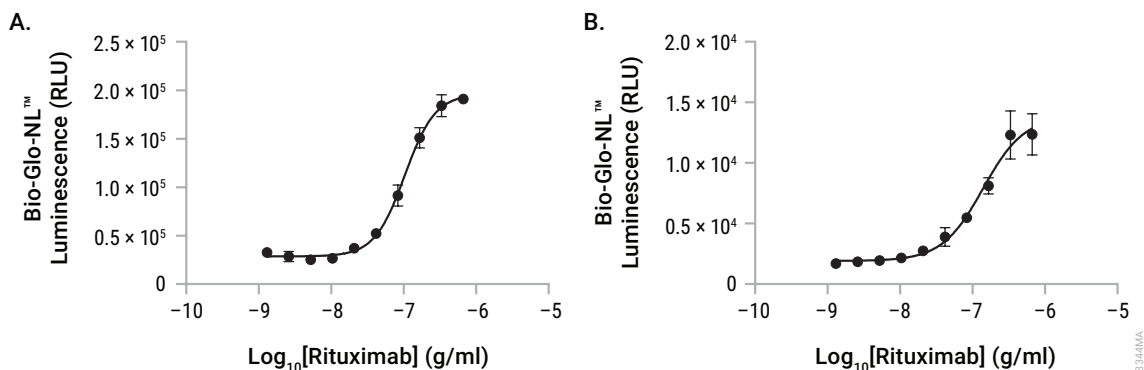 A.
Bio-Glo-NL™
Luminescence (RLU)
2.5 × 10⁵
2.0 × 10⁵
1.5 × 10⁵
1.0 × 10⁵
0.5 × 10⁵
0
−10 −9 −8 −7 −6 −5
Log₁₀[Rituximab] (g/ml)
B.
Bio-Glo-NL™
Luminescence (RLU)
2.0 × 10⁴
1.5 × 10⁴
1.0 × 10⁴
0.5 × 10⁴
0
−10 −9 −8 −7 −6 −5
Log₁₀[Rituximab] (g/ml)